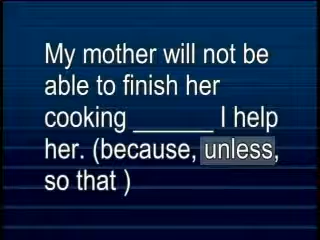 My mother will not be
able to finish her
cooking ______ I help
her. (because, unless,
so that )